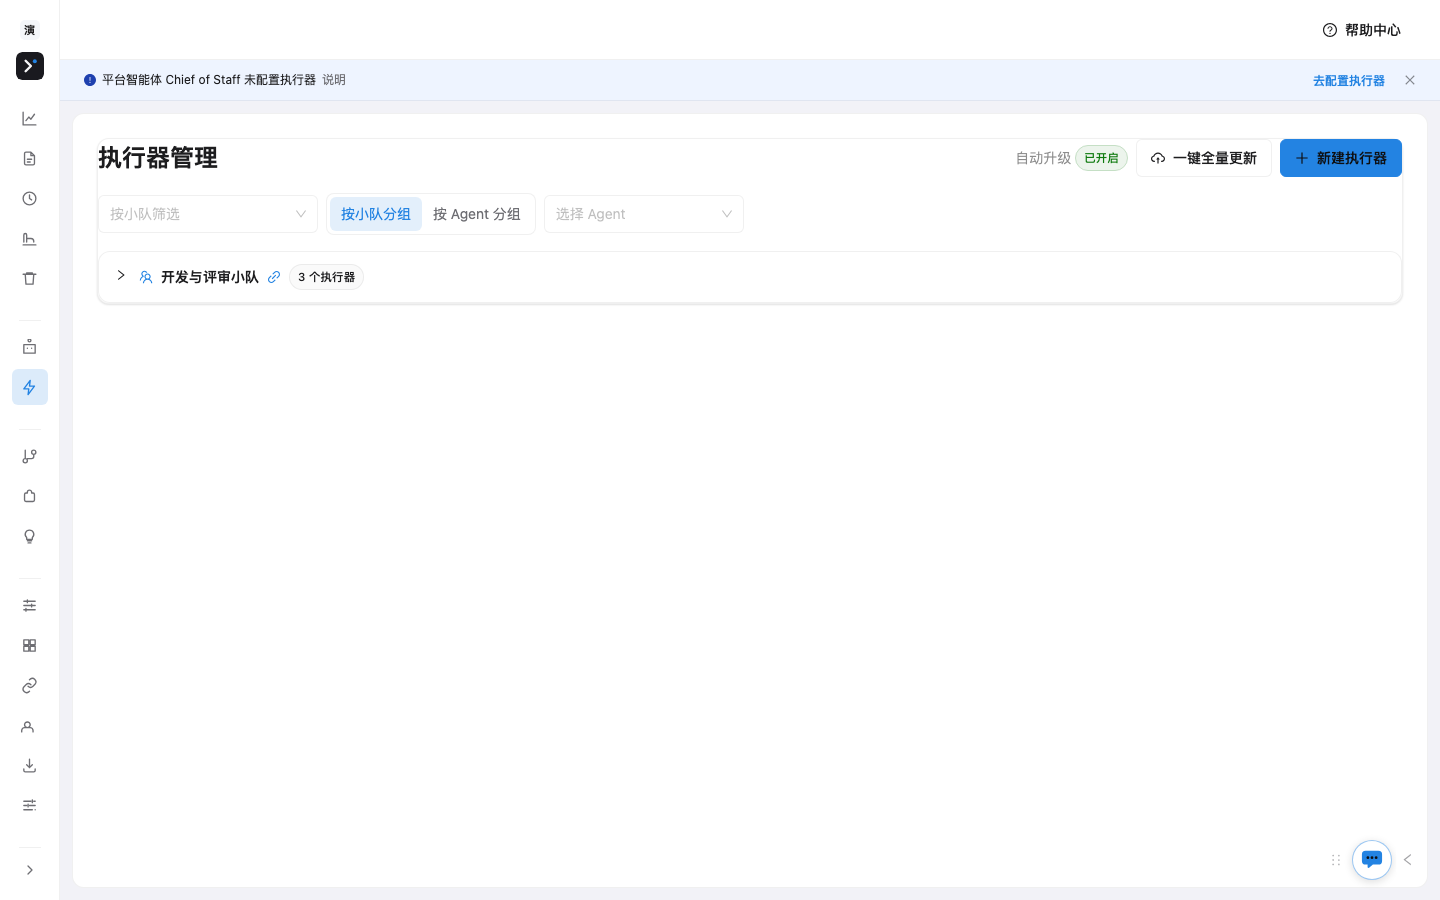 演
帮助中心
平台智能体 Chief of Staff 未配置执行器 说明
去配置执行器
执行器管理
自动升级 已开启
一键全量更新
新建执行器
按小队筛选
按小队分组
按 Agent 分组
选择 Agent
开发与评审小队
3 个执行器